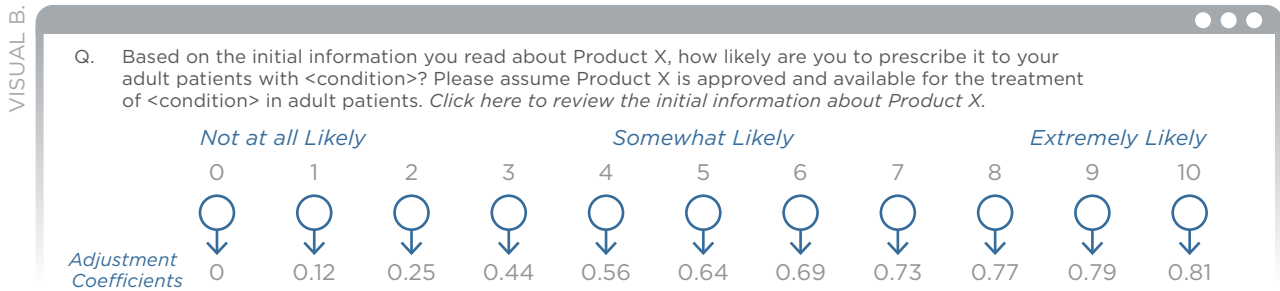 VISUAL B.
Q. Based on the initial information you read about Product X, how likely are you to prescribe it to your
adult patients with <condition>? Please assume Product X is approved and available for the treatment
of <condition> in adult patients. Click here to review the initial information about Product X.
Not at all Likely Somewhat Likely Extremely Likely
0 1 2 3 4 5 6 7 8 9 10
Adjustment
Coefficients 0 0.12 0.25 0.44 0.56 0.64 0.69 0.73 0.77 0.79 0.81